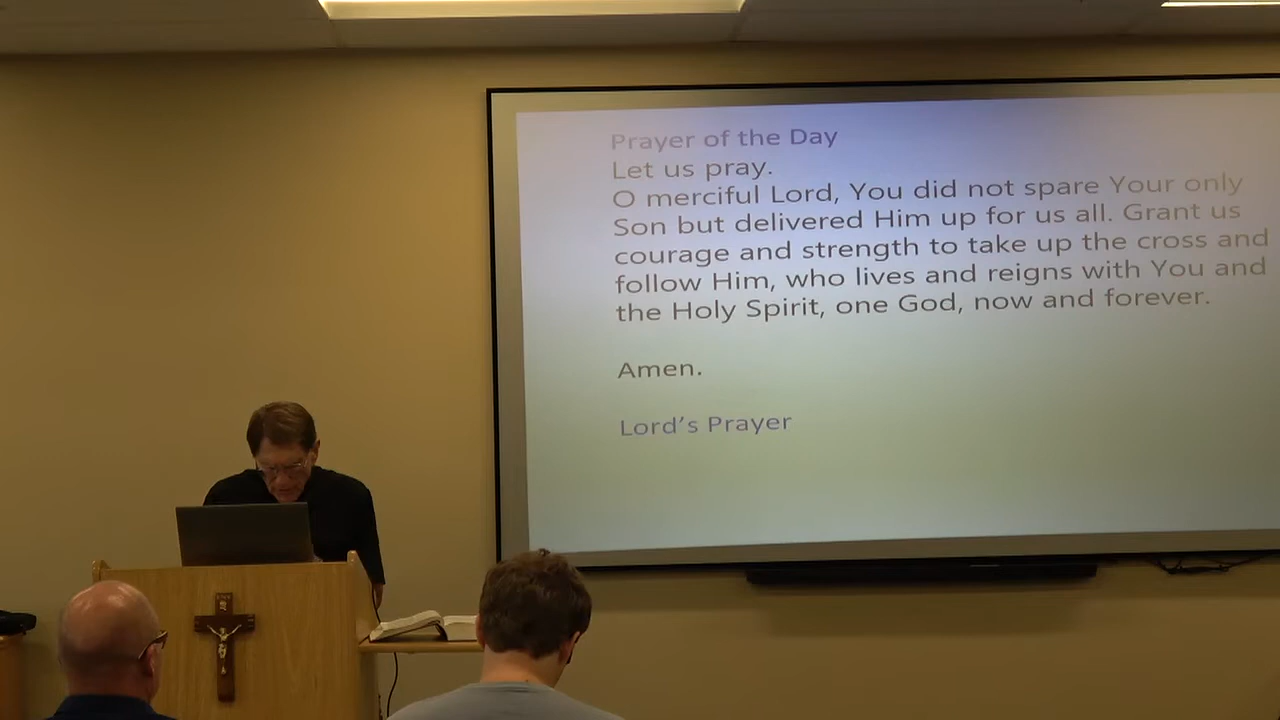 Prayer of the Day
Let us pray.
O merciful Lord, You did not spare Your only
Son but delivered Him up for us all. Grant us
courage and strength to take up the cross and
follow Him, who lives and reigns with You and
the Holy Spirit, one God, now and forever.
Amen.
Lord's Prayer